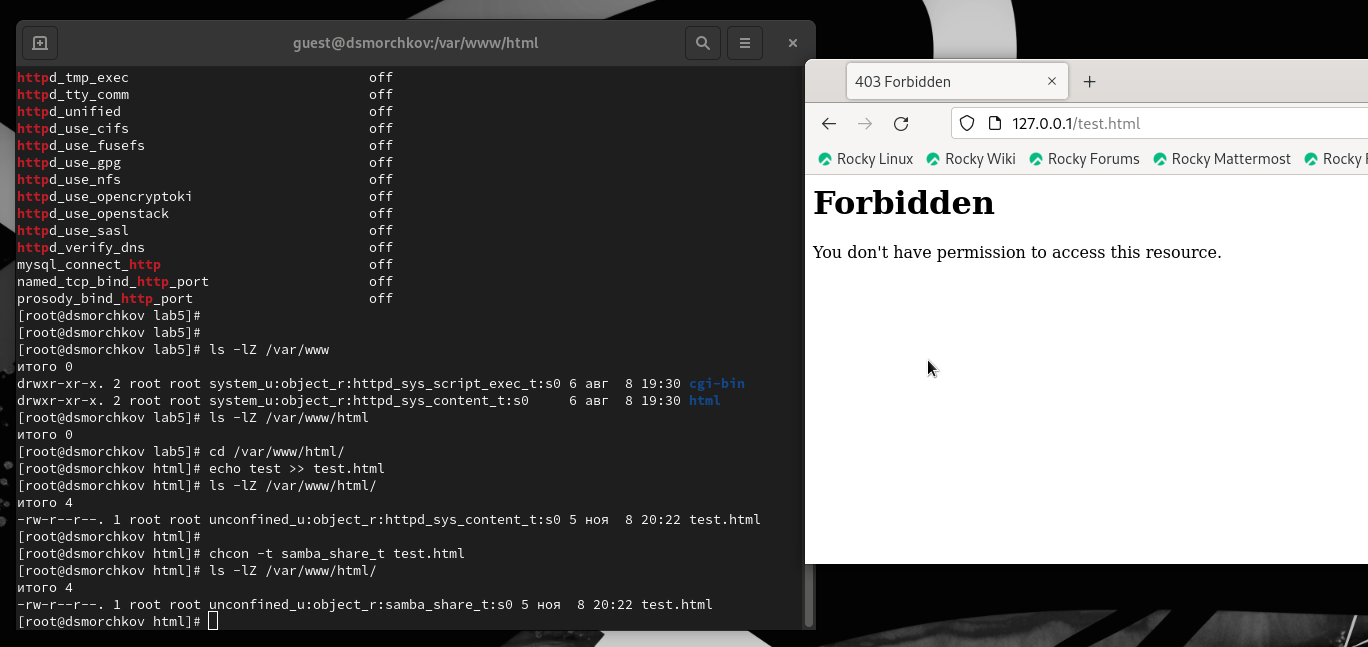 guest@dsmorchkov:/var/www/html
httpd_tmp_exec off
httpd_tty_comm off
httpd_unified off
httpd_use_cifs off
httpd_use_fusefs off
httpd_use_gpg off
httpd_use_nfs off
httpd_use_opencryptoki off
httpd_use_openstack off
httpd_use_sasl off
httpd_verify_dns off
mysql_connect_http off
named_tcp_bind_http_port off
prosody_bind_http_port off
[root@dsmorchkov lab5]#
[root@dsmorchkov lab5]#
[root@dsmorchkov lab5]# ls -lZ /var/www
итого 0
drwxr-xr-x. 2 root root system_u:object_r:httpd_sys_script_exec_t:s0 6 авг  8 19:30 cgi-bin
drwxr-xr-x. 2 root root system_u:object_r:httpd_sys_content_t:s0     6 авг  8 19:30 html
[root@dsmorchkov lab5]# ls -lZ /var/www/html
итого 0
[root@dsmorchkov lab5]# cd /var/www/html/
[root@dsmorchkov html]# echo test >> test.html
[root@dsmorchkov html]# ls -lZ /var/www/html/
итого 4
-rw-r--r--. 1 root root unconfined_u:object_r:httpd_sys_content_t:s0 5 ноя  8 20:22 test.html
[root@dsmorchkov html]#
[root@dsmorchkov html]# chcon -t samba_share_t test.html
[root@dsmorchkov html]# ls -lZ /var/www/html/
итого 4
-rw-r--r--. 1 root root unconfined_u:object_r:samba_share_t:s0 5 ноя  8 20:22 test.html
[root@dsmorchkov html]#
403 Forbidden
127.0.0.1/test.html
Rocky Linux Rocky Wiki Rocky Forums Rocky Mattermost Rocky
Forbidden
You don't have permission to access this resource.